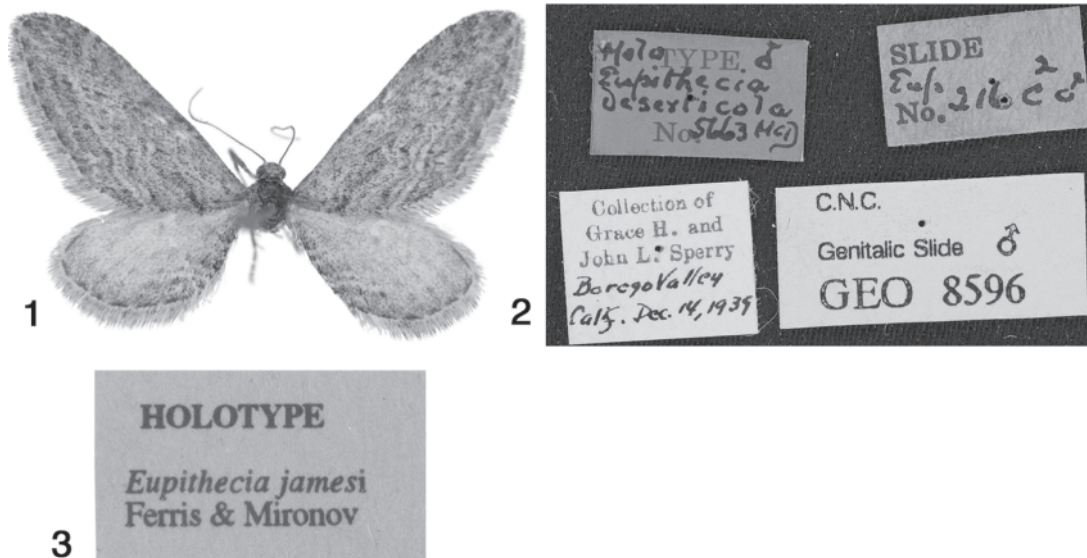 1
2
Holo TYPE ♂
Eupithecia
Deserticola
No. 5663 McD
SLIDE
Eup.
No. 216 C² ♂
Collection of
Grace H. and
John L. Sperry
Borego Valley
Calif. Dec. 14, 1939
C.N.C.
Genitalic Slide ♂
GEO 8596
3
HOLOTYPE
Eupithecia jamesi
Ferris & Mironov